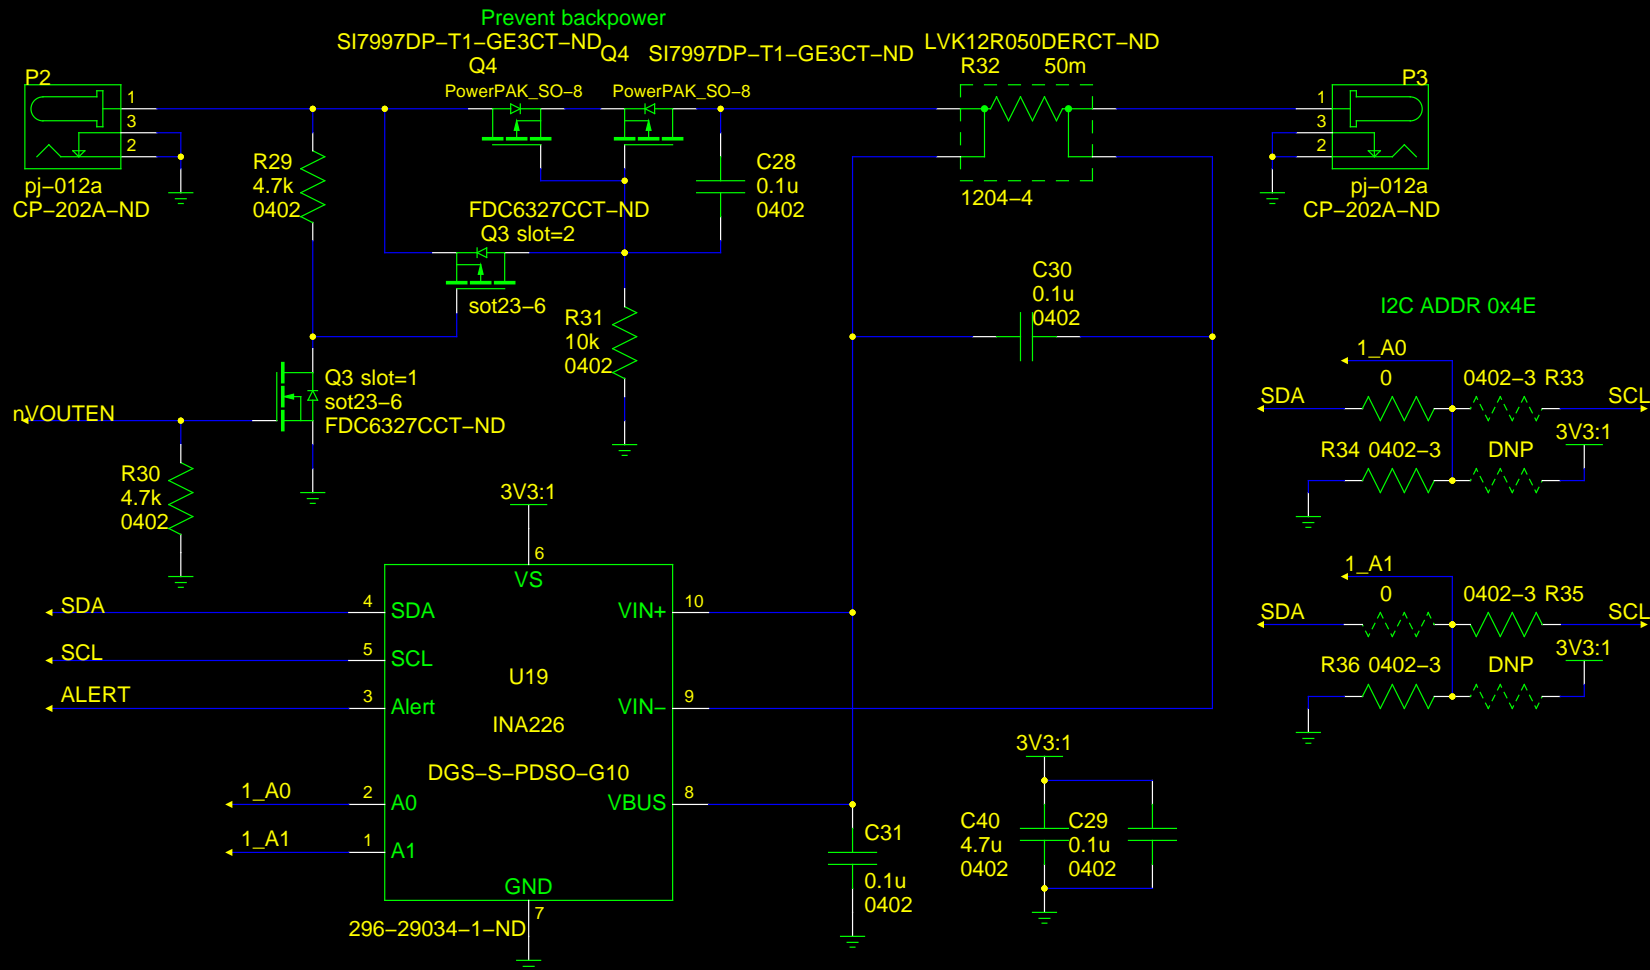 Prevent backpower
SI7997DP-T1-GE3CT-ND
Q4
Q4
SI7997DP-T1-GE3CT-ND
LVK12R050DERCT-ND
R32 50m
PowerPAK_SO-8
PowerPAK_SO-8
P2
1
3
2
pj-012a
CP-202A-ND
P3
1
3
2
pj-012a
CP-202A-ND
R29
4.7k
0402
C28
0.1u
0402
1204-4
FDC6327CCT-ND
Q3 slot=2
sot23-6
R31
10k
0402
C30
0.1u
0402
Q3 slot=1
sot23-6
FDC6327CCT-ND
nVOUTEN
R30
4.7k
0402
I2C ADDR 0x4E
1_A0
0
0402-3 R33
SDA
SCL
3V3:1
R34 0402-3
DNP
1_A1
0
0402-3 R35
SDA
SCL
3V3:1
R36 0402-3
DNP
3V3:1
6
VS
SDA
4
SDA
SCL
5
SCL
ALERT
3
Alert
1_A0
2
A0
1_A1
1
A1
VIN+
10
VIN-
9
VBUS
8
U19
INA226
DGS-S-PDSO-G10
GND
7
296-29034-1-ND
C31
0.1u
0402
3V3:1
C40
4.7u
0402
C29
0.1u
0402